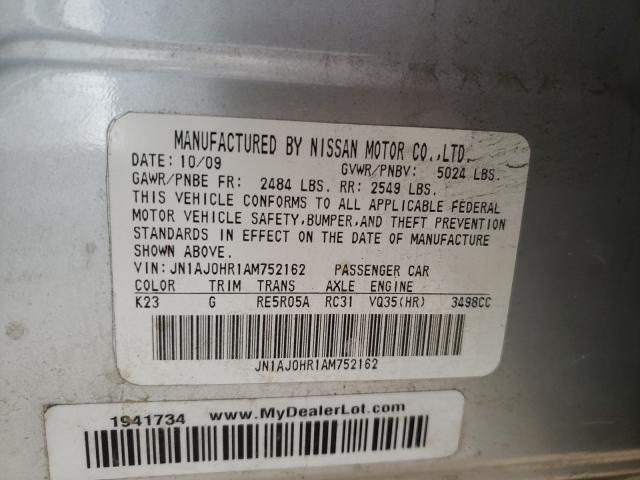 MANUFACTURED BY NISSAN MOTOR CO.,LTD.
DATE: 10/09 GVWR/PNBV: 5024 LBS.
GAWR/PNBE FR: 2484 LBS. RR: 2549 LBS.
THIS VEHICLE CONFORMS TO ALL APPLICABLE FEDERAL
MOTOR VEHICLE SAFETY,BUMPER,AND THEFT PREVENTION
STANDARDS IN EFFECT ON THE DATE OF MANUFACTURE
SHOWN ABOVE.
VIN: JN1AJ0HR1AM752162 PASSENGER CAR
COLOR TRIM TRANS AXLE ENGINE
K23 G RE5R05A RC31 VQ35(HR) 3498CC
JN1AJ0HR1AM752162
1941734 www.MyDealerLot.com